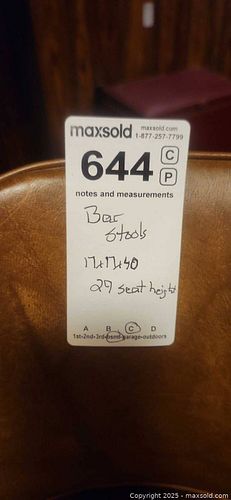 maxsold maxsold.com
1-877-257-7799
644 C
P
notes and measurements
Bar
Stools
17x17x40
29 seat height
A B C D
1st-2nd-3rd-bsmt-garage-outdoors
Copyright © 2025 - maxsold.com